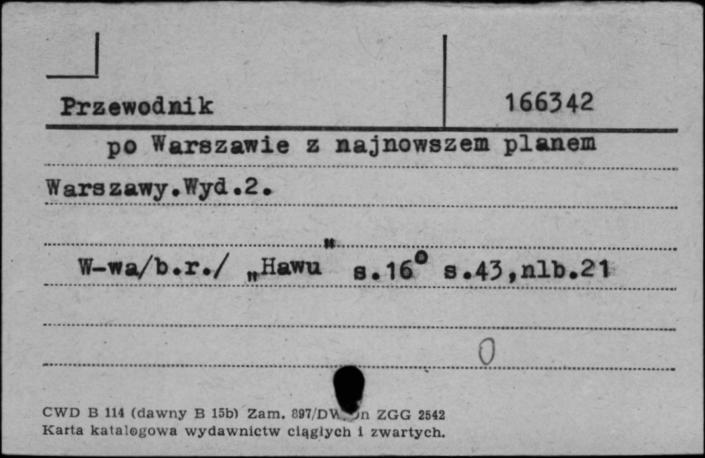 Przewodnik 166342
po Warszawie z najnowszem planem
Warszawy.Wyd.2.
W-wa/b.r./ „Hawu" s.16° s.43,nlb.21
0
CWD B 114 (dawny B 15b) Zam. 897/DW. ZGG 2542
Karta katalogowa wydawnictw ciągłych i zwartych.